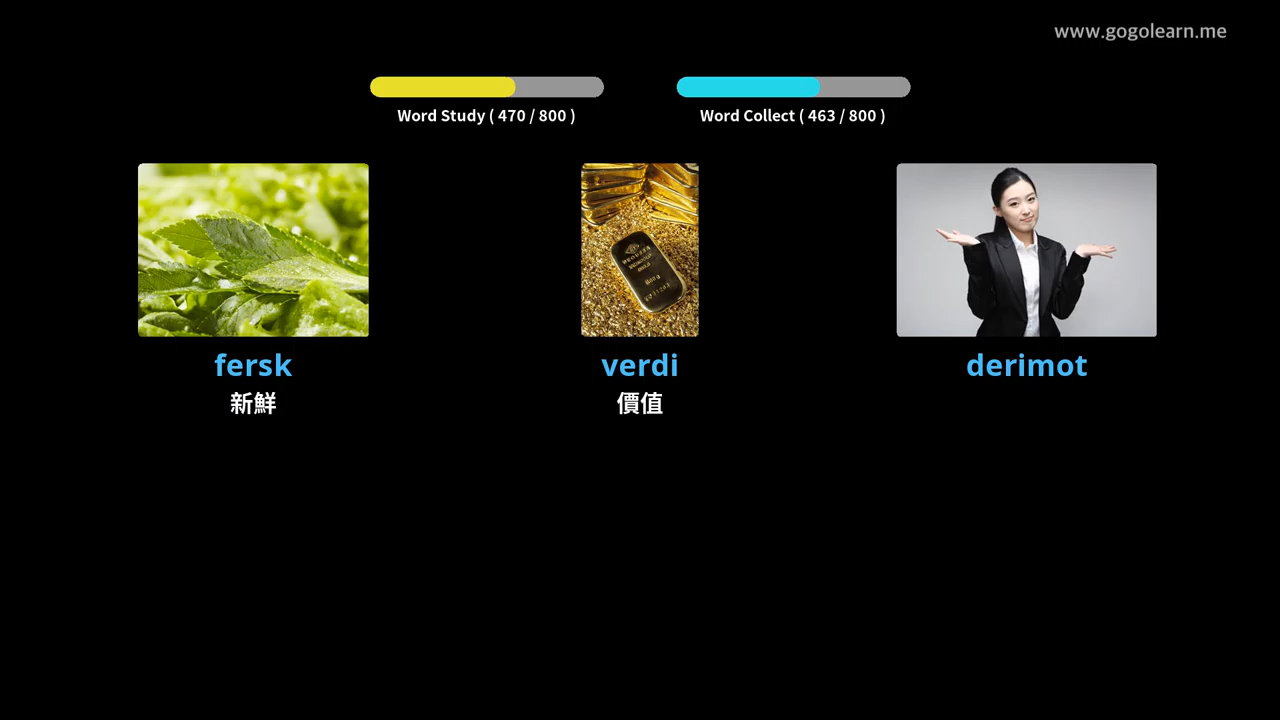 www.gogolearn.me
Word Study ( 470 / 800 )
Word Collect ( 463 / 800 )
fersk
verdi
derimot
新鮮
價值